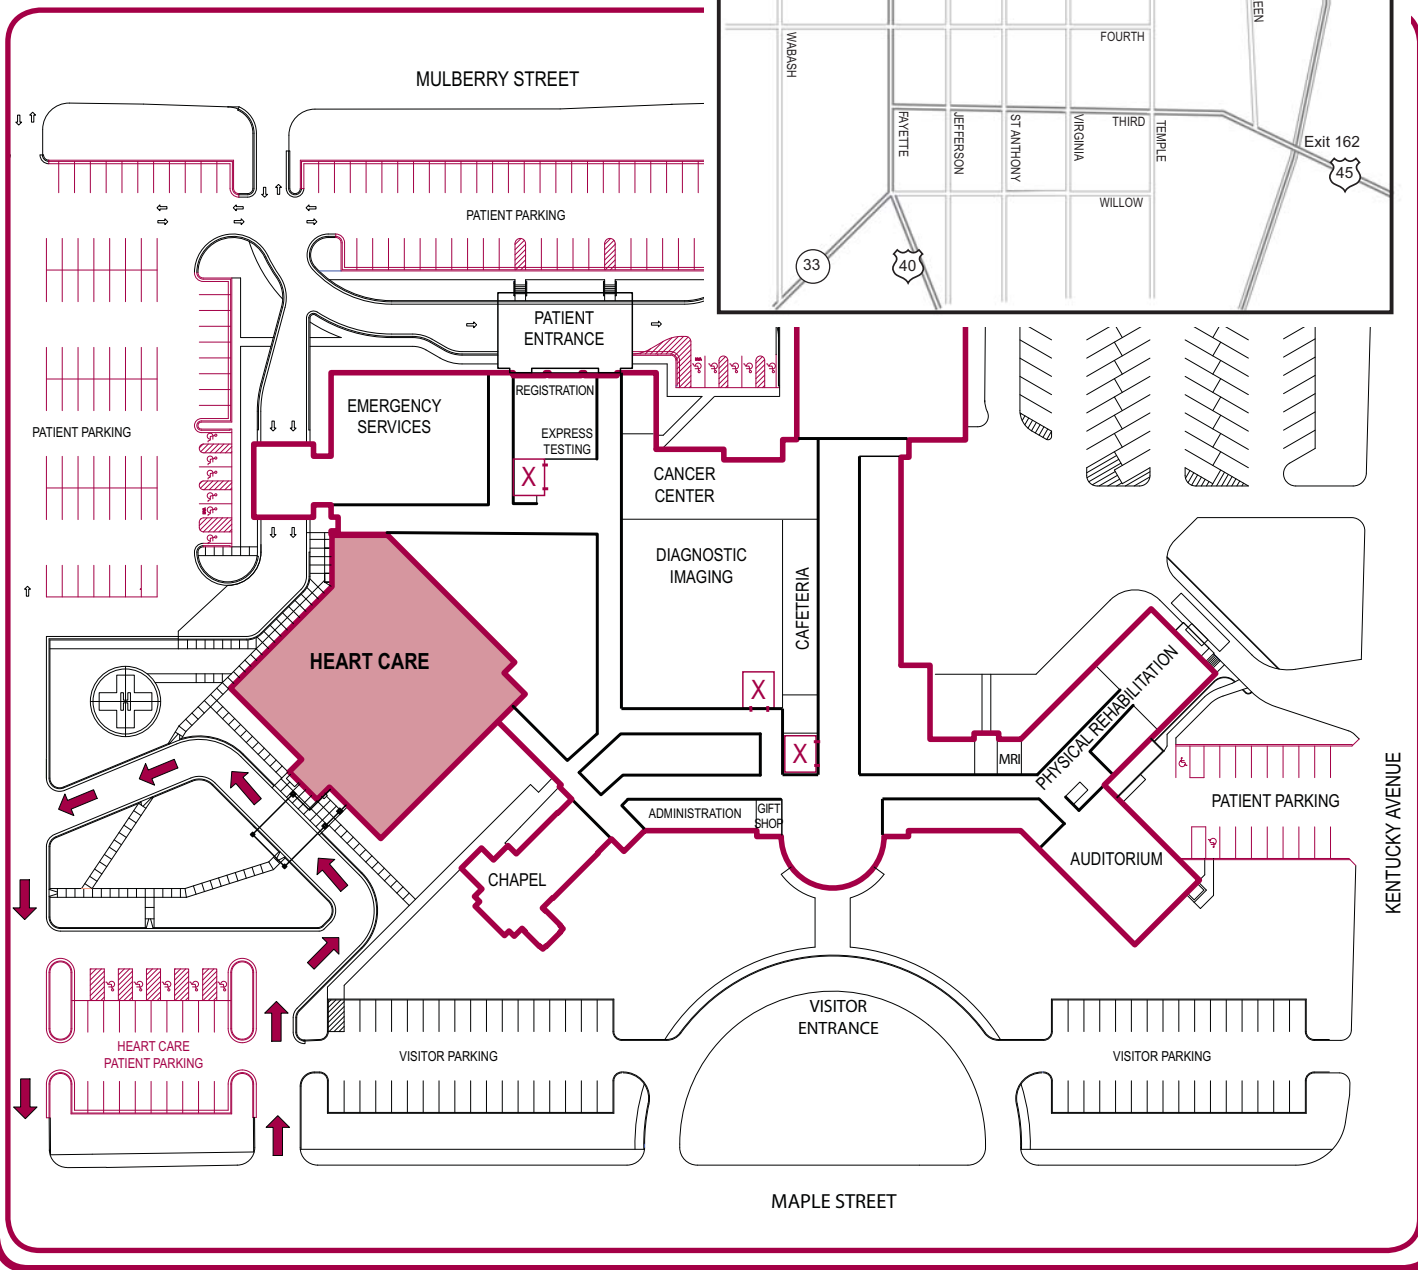 MULBERRY STREET
WABASH
FOURTH
FAYETTE
JEFFERSON
ST ANTHONY
VIRGINIA
THIRD
TEMPLE
Exit 162
45
WILLOW
33
40
PATIENT PARKING
PATIENT
ENTRANCE
REGISTRATION
EMERGENCY
SERVICES
EXPRESS
TESTING
PATIENT PARKING
X
CANCER
CENTER
DIAGNOSTIC
IMAGING
CAFETERIA
HEART CARE
X
X
MRI
PHYSICAL REHABILITATION
PATIENT PARKING
KENTUCKY AVENUE
ADMINISTRATION
GIFT
SHOP
AUDITORIUM
CHAPEL
VISITOR
ENTRANCE
HEART CARE
PATIENT PARKING
VISITOR PARKING
VISITOR PARKING
MAPLE STREET